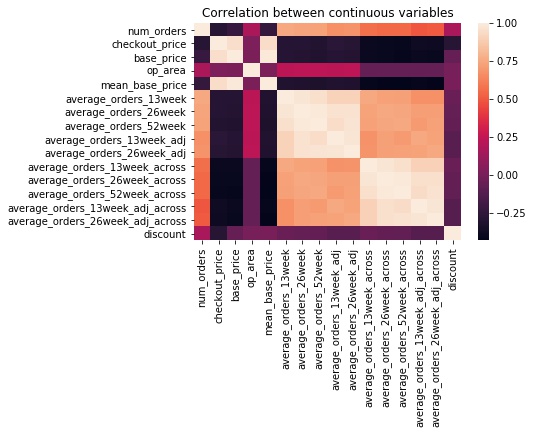 Correlation between continuous variables
num_orders
checkout_price
base_price
op_area
mean_base_price
average_orders_13week
average_orders_26week
average_orders_52week
average_orders_13week_adj
average_orders_26week_adj
average_orders_13week_across
average_orders_26week_across
average_orders_52week_across
average_orders_13week_adj_across
average_orders_26week_adj_across
discount
num_orders
checkout_price
base_price
op_area
mean_base_price
average_orders_13week
average_orders_26week
average_orders_52week
average_orders_13week_adj
average_orders_26week_adj
average_orders_13week_across
average_orders_26week_across
average_orders_52week_across
average_orders_13week_adj_across
average_orders_26week_adj_across
discount
1.00
0.75
0.50
0.25
0.00
−0.25